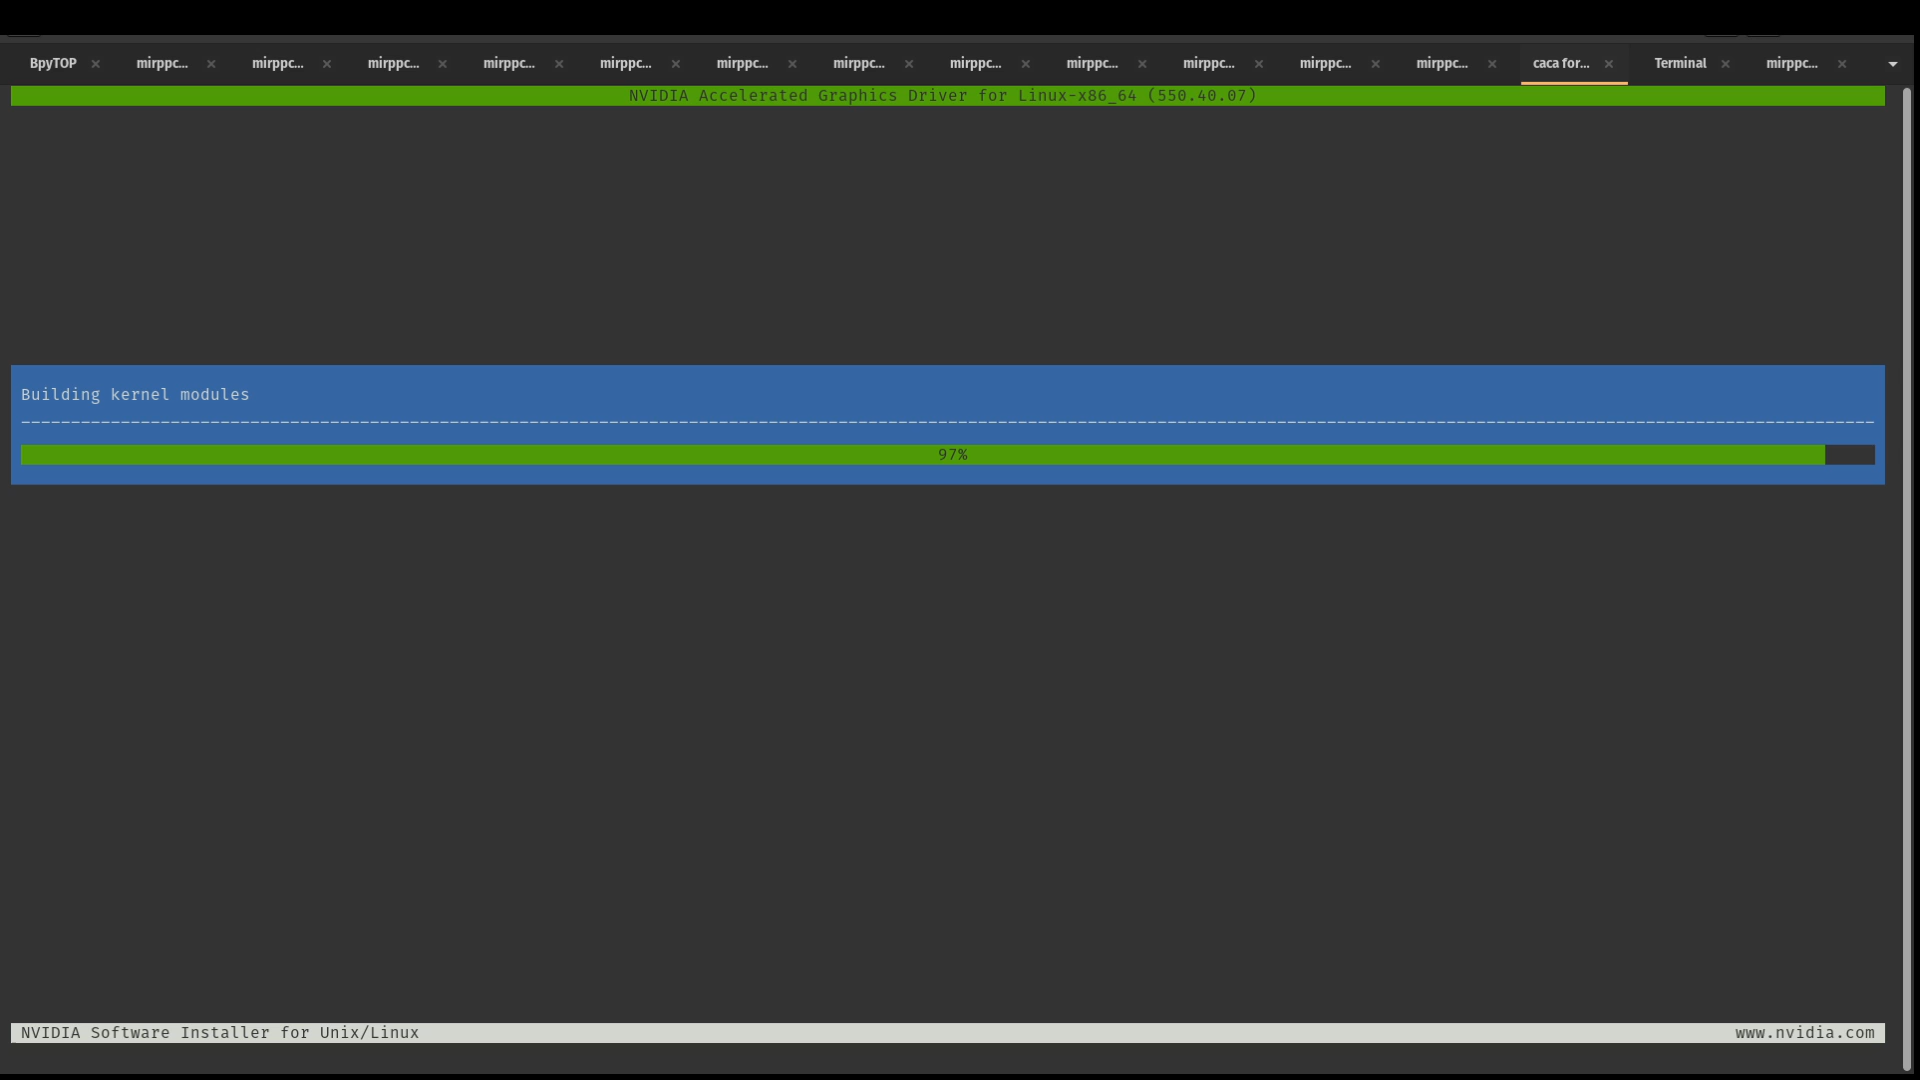 BpyTOP × mirppc... × mirppc... × mirppc... × mirppc... × mirppc... × mirppc... × mirppc... × mirppc... × mirppc... × mirppc... × mirppc... × mirppc... × caca for... × Terminal × mirppc... ×
NVIDIA Accelerated Graphics Driver for Linux-x86_64 (550.40.07)
Building kernel modules
97%
NVIDIA Software Installer for Unix/Linux www.nvidia.com